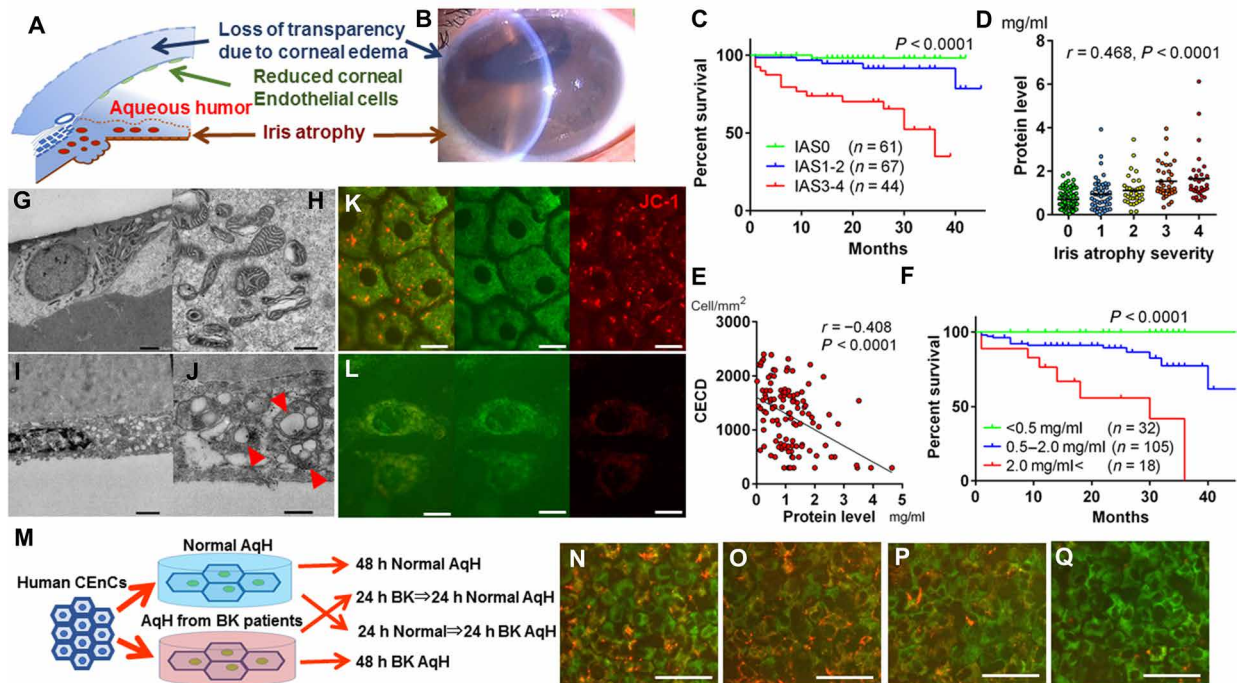 A
Loss of transparency
due to corneal edema
Reduced corneal
Endothelial cells
Aqueous humor
Iris atrophy
B
C
P < 0.0001
Percent survival
100
50
0
IAS0 (n = 61)
IAS1-2 (n = 67)
IAS3-4 (n = 44)
0 10 20 30 40
Months
D
mg/ml
r = 0.468, P < 0.0001
Protein level
8
6
4
2
0
0 1 2 3 4
Iris atrophy severity
G
H
K
JC-1
I
J
L
E
Cell/mm²
r = −0.408
P < 0.0001
CECD
3000
2000
1000
0
0 1 2 3 4 5
Protein level mg/ml
F
P < 0.0001
Percent survival
100
50
0
<0.5 mg/ml (n = 32)
0.5–2.0 mg/ml (n = 105)
2.0 mg/ml< (n = 18)
0 10 20 30 40
Months
M
Normal AqH
Human CEnCs
AqH from BK patients
48 h Normal AqH
24 h BK⇒24 h Normal AqH
24 h Normal⇒24 h BK AqH
48 h BK AqH
N
O
P
Q